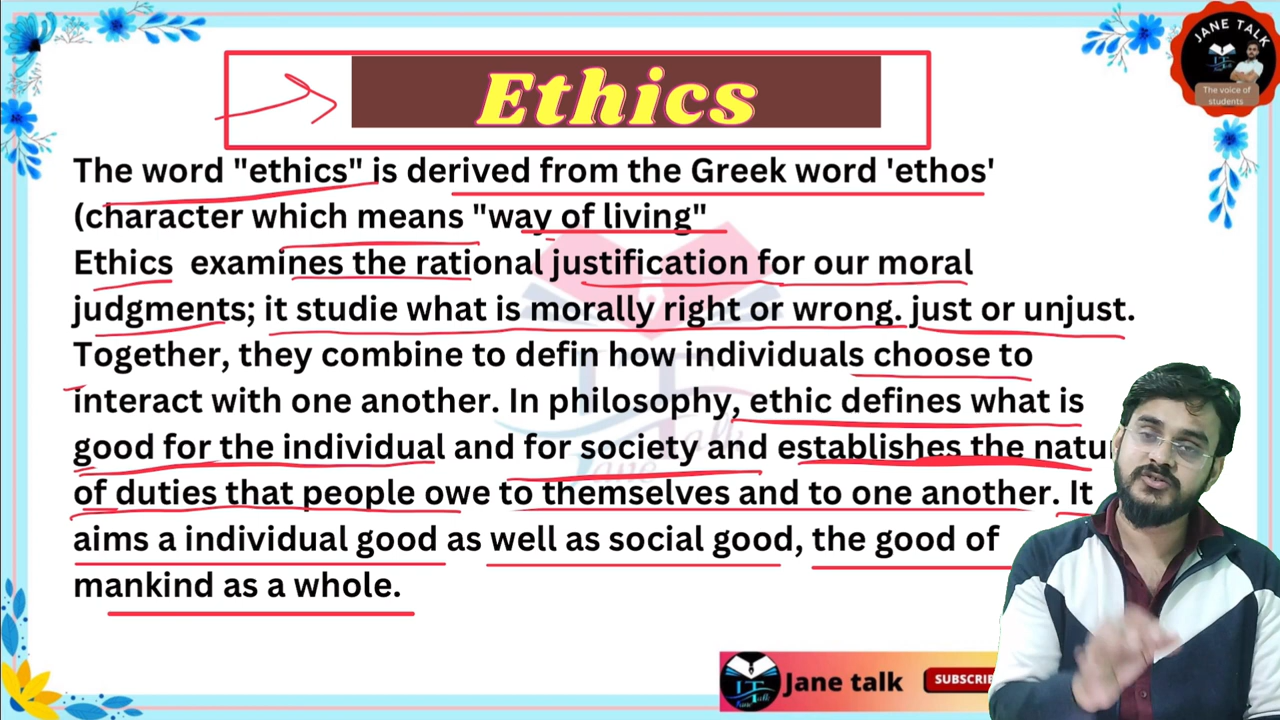 JANE TALK
The voice of
students
Ethics
The word "ethics" is derived from the Greek word 'ethos'
(character which means "way of living"
Ethics examines the rational justification for our moral
judgments; it studie what is morally right or wrong. just or unjust.
Together, they combine to defin how individuals choose to
interact with one another. In philosophy, ethic defines what is
good for the individual and for society and establishes the natur
of duties that people owe to themselves and to one another. It
aims a individual good as well as social good, the good of
mankind as a whole.
Jane talk
SUBSCRIBE